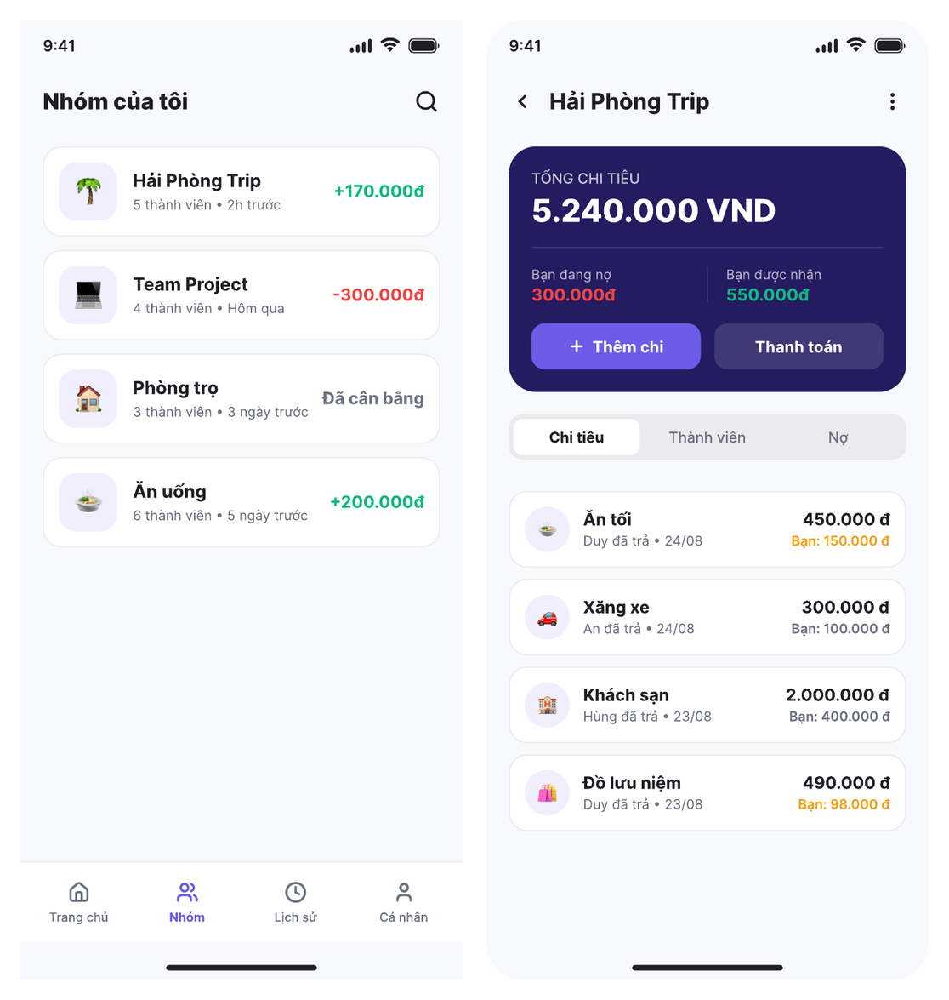 9:41
Nhóm của tôi
Hải Phòng Trip
5 thành viên • 2h trước
+170.000đ
Team Project
4 thành viên • Hôm qua
-300.000đ
Phòng trọ
3 thành viên • 3 ngày trước
Đã cân bằng
Ăn uống
6 thành viên • 5 ngày trước
+200.000đ
Trang chủ
Nhóm
Lịch sử
Cá nhân
9:41
Hải Phòng Trip
TỔNG CHI TIÊU
5.240.000 VND
Bạn đang nợ
300.000đ
Bạn được nhận
550.000đ
+ Thêm chi
Thanh toán
Chi tiêu
Thành viên
Nợ
Ăn tối
Duy đã trả • 24/08
450.000 đ
Bạn: 150.000 đ
Xăng xe
An đã trả • 24/08
300.000 đ
Bạn: 100.000 đ
Khách sạn
Hùng đã trả • 23/08
2.000.000 đ
Bạn: 400.000 đ
Đồ lưu niệm
Duy đã trả • 23/08
490.000 đ
Bạn: 98.000 đ